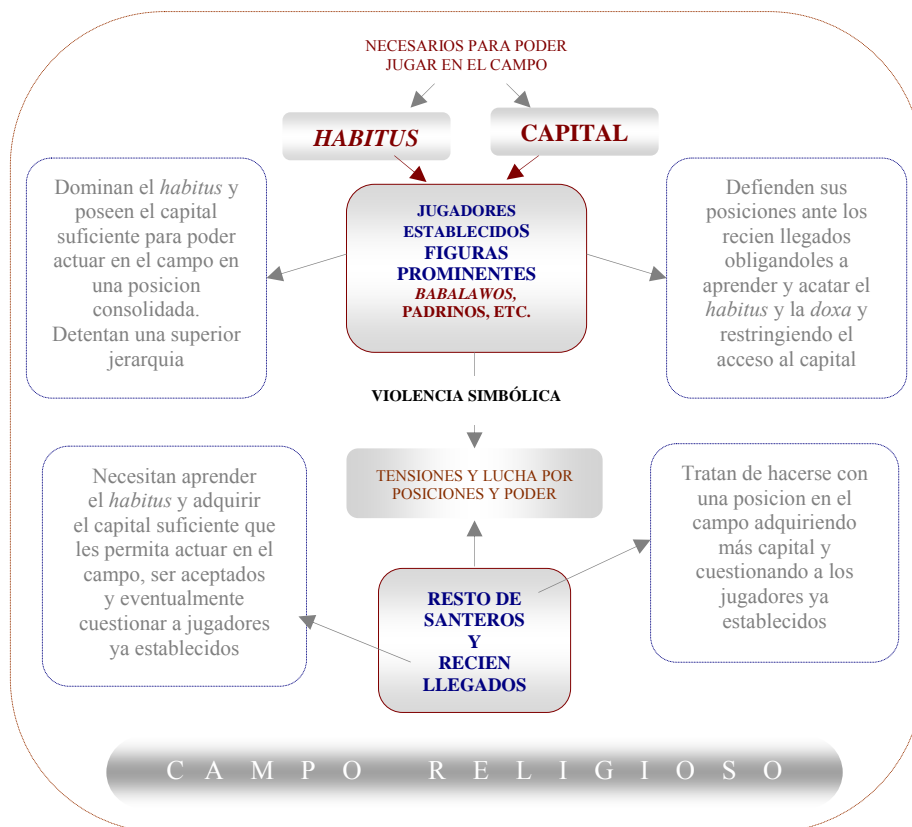 NECESARIOS PARA PODER
JUGAR EN EL CAMPO
HABITUS
CAPITAL
Dominan el habitus y
poseen el capital
suficiente para poder
actuar en el campo en
una posicion
consolidada.
Detentan una superior
jerarquia
JUGADORES
ESTABLECIDOS
FIGURAS
PROMINENTES
BABALAWOS,
PADRINOS, ETC.
Defienden sus
posiciones ante los
recien llegados
obligandoles a
aprender y acatar el
habitus y la doxa y
restringiendo el
acceso al capital
VIOLENCIA SIMBÓLICA
TENSIONES Y LUCHA POR
POSICIONES Y PODER
Necesitan aprender
el habitus y adquirir
el capital suficiente que
les permita actuar en el
campo, ser aceptados
y eventualmente
cuestionar a jugadores
ya establecidos
RESTO DE
SANTEROS
Y
RECIEN
LLEGADOS
Tratan de hacerse con
una posicion en el
campo adquiriendo
más capital y
cuestionando a los
jugadores ya
establecidos
CAMPO RELIGIOSO